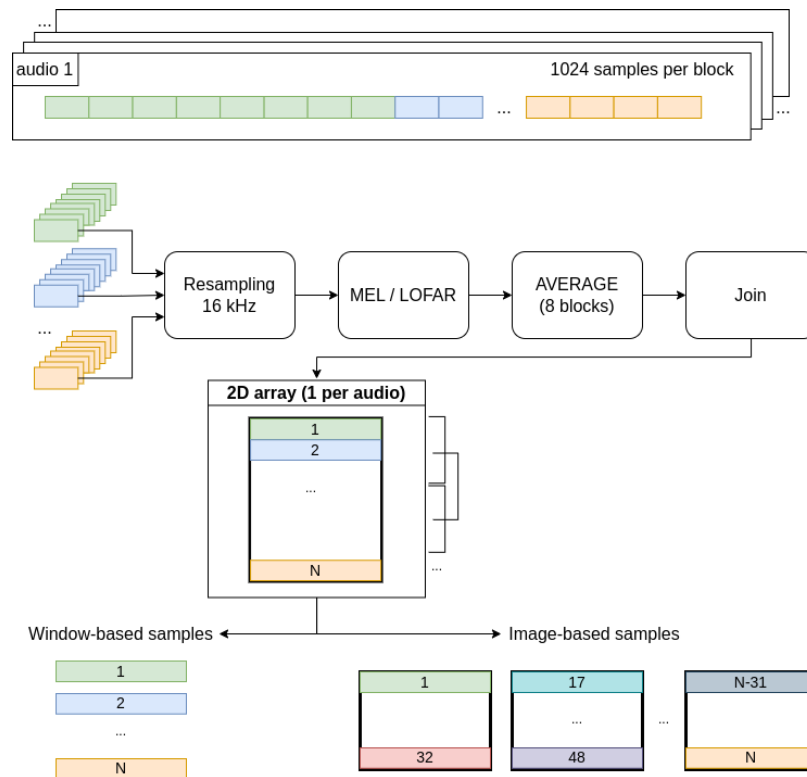 ...
audio 1
1024 samples per block
...
...
Resampling
16 kHz
MEL / LOFAR
AVERAGE
(8 blocks)
Join
...
2D array (1 per audio)
1
2
...
N
...
Window-based samples
Image-based samples
1
2
...
N
1
32
17
...
48
...
N-31
N